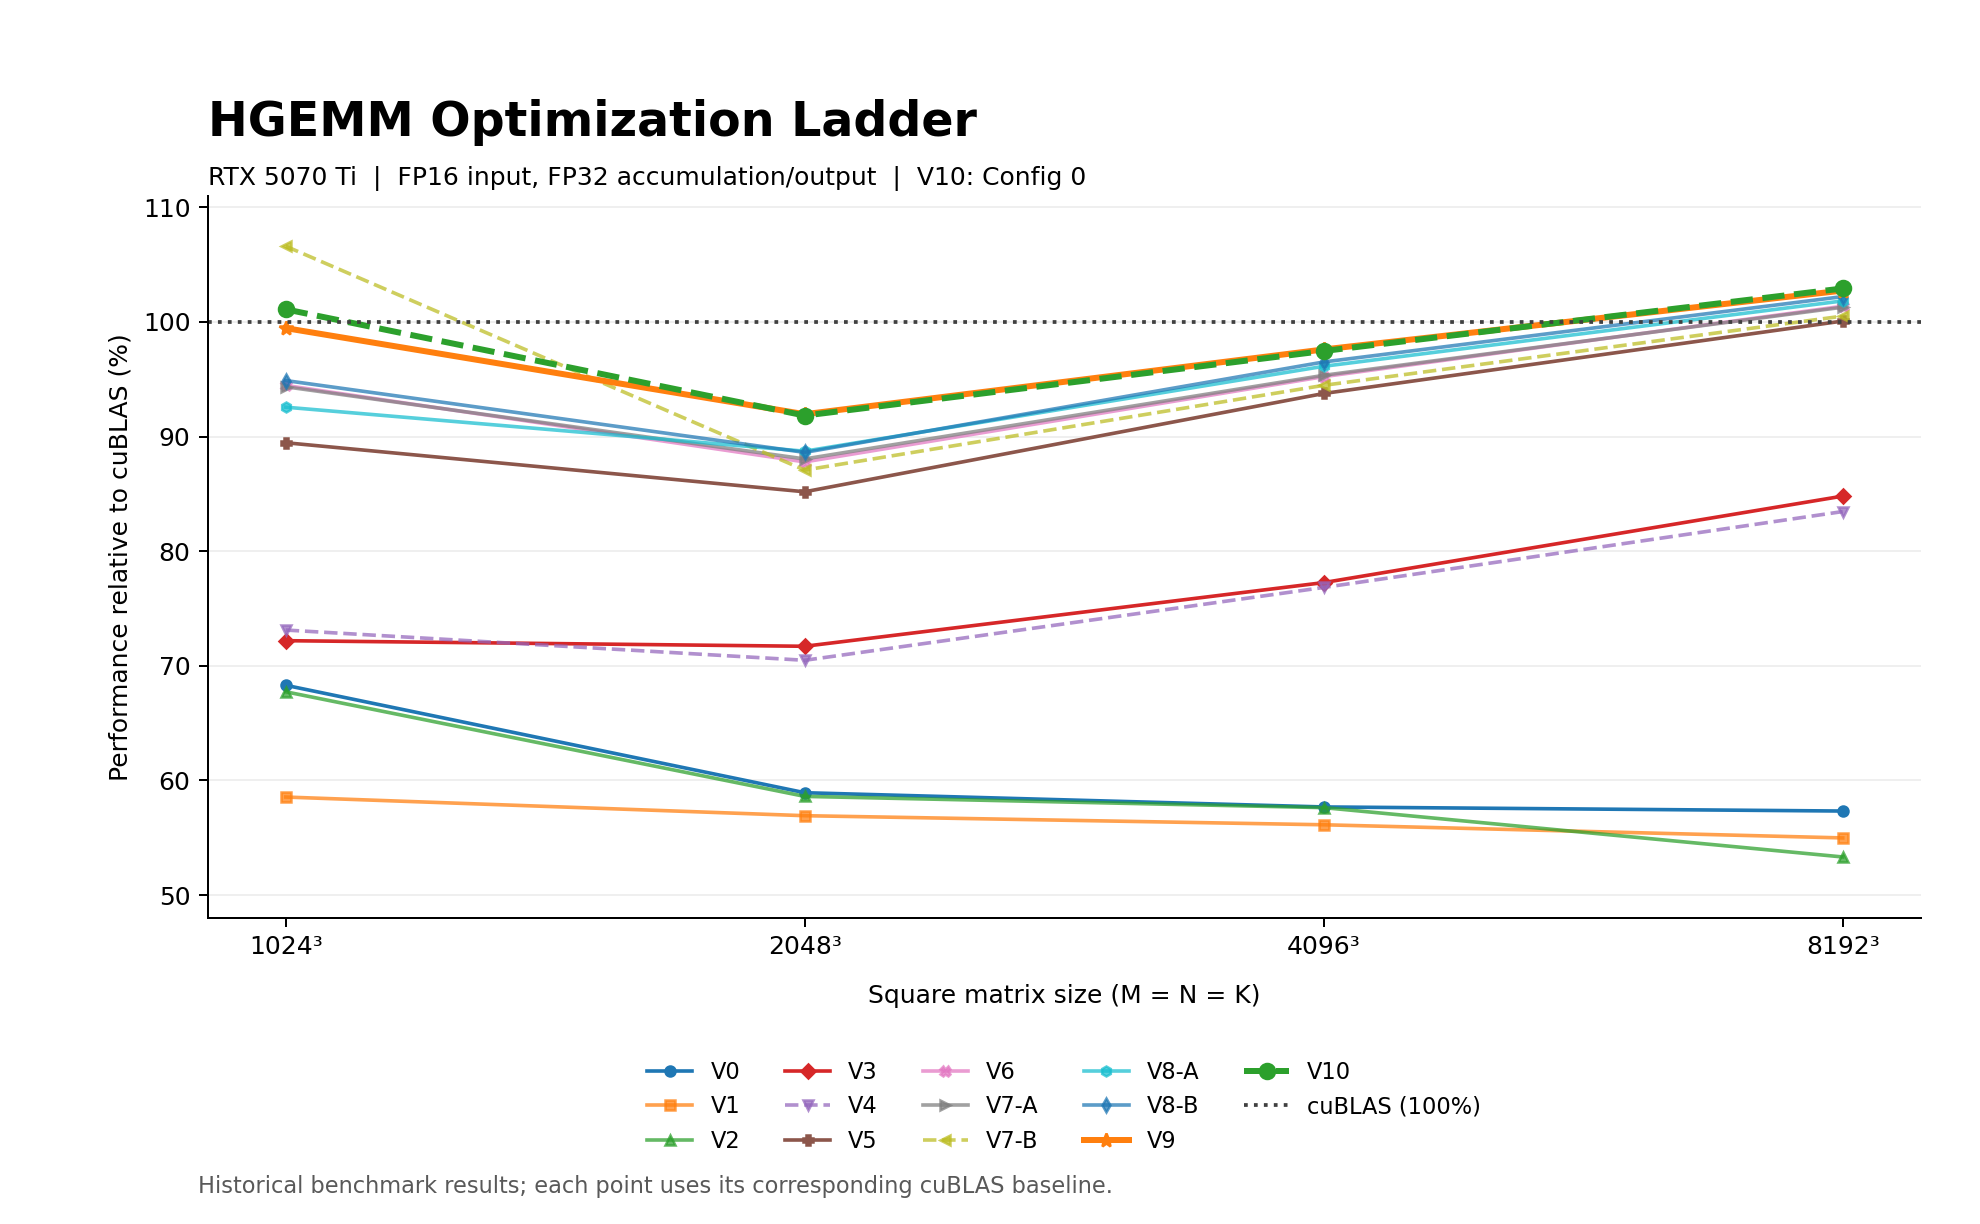 HGEMM Optimization Ladder
RTX 5070 Ti | FP16 input, FP32 accumulation/output | V10: Config 0
Performance relative to cuBLAS (%)
110
100
90
80
70
60
50
1024³ 2048³ 4096³ 8192³
Square matrix size (M = N = K)
V0 V3 V6 V8-A V10
V1 V4 V7-A V8-B cuBLAS (100%)
V2 V5 V7-B V9
Historical benchmark results; each point uses its corresponding cuBLAS baseline.